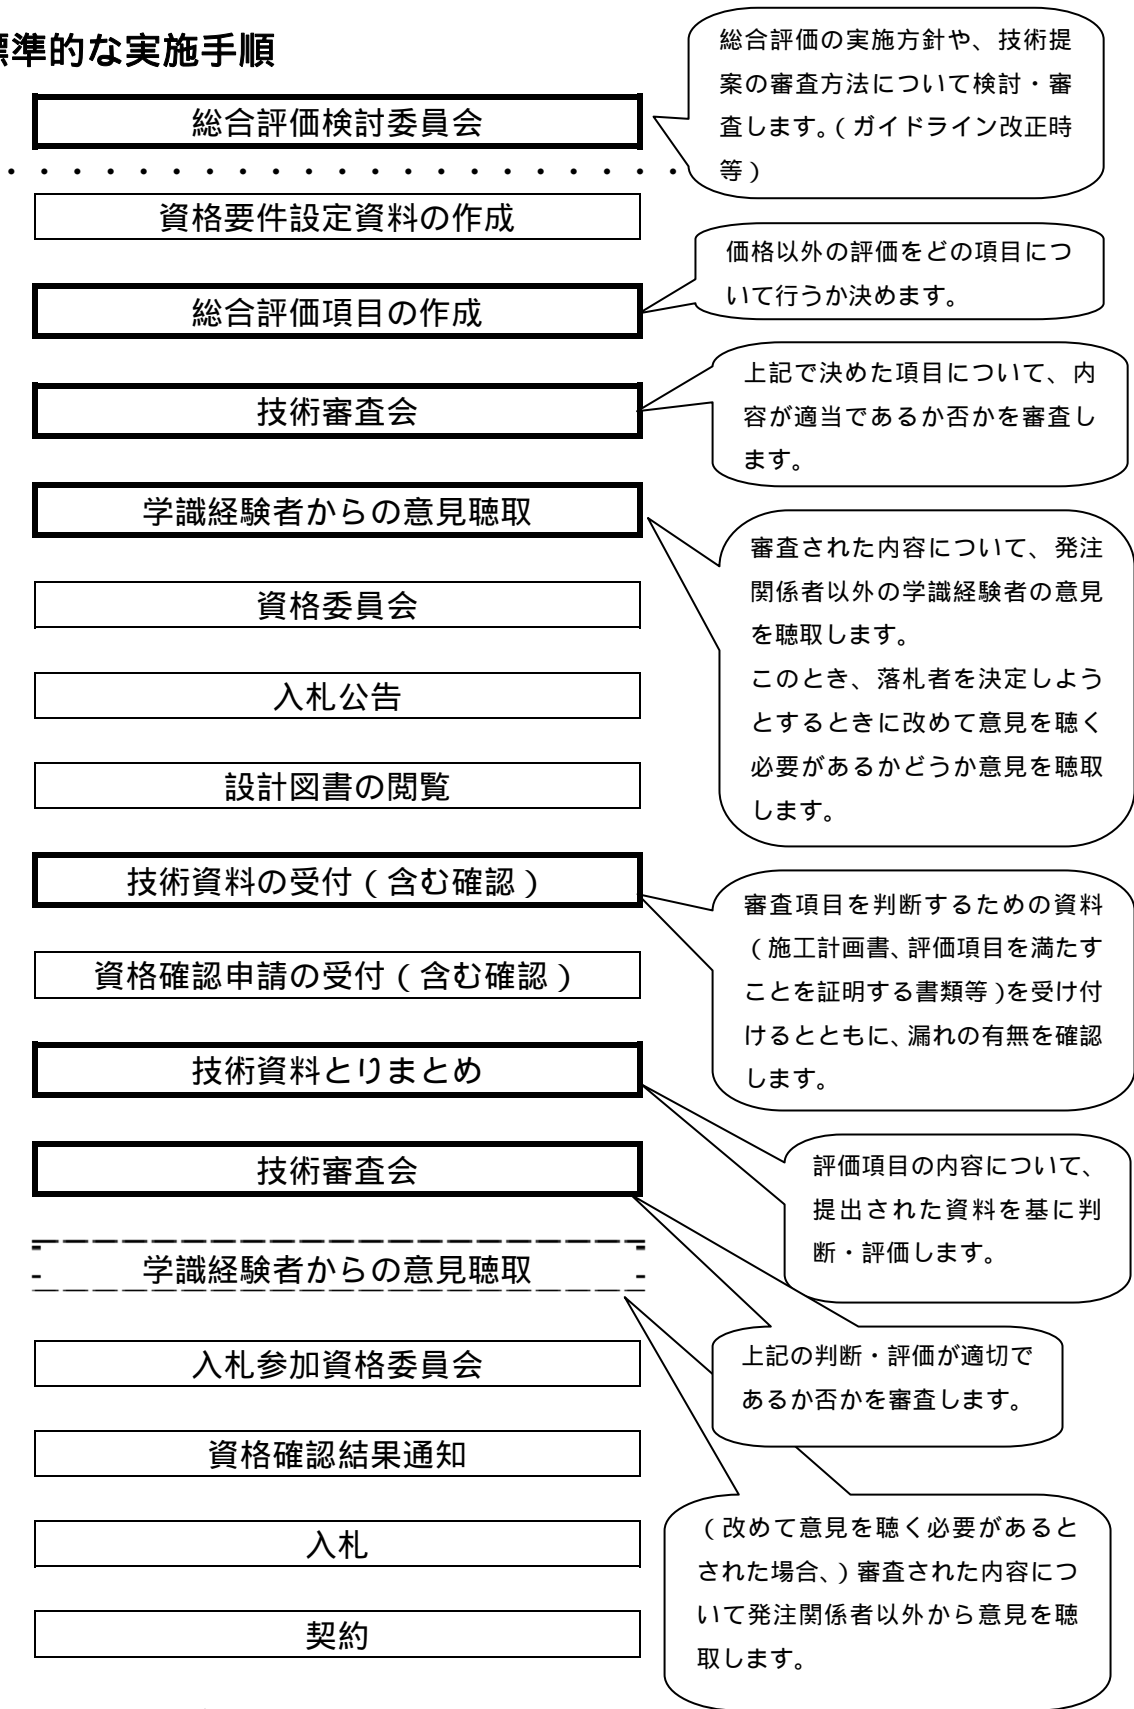 標準的な実施手順
総合評価の実施方針や、技術提
案の審査方法について検討・審
査します。(ガイドライン改正時
等)
総合評価検討委員会
資格要件設定資料の作成
価格以外の評価をどの項目につ
いて行うか決めます。
総合評価項目の作成
上記で決めた項目について、内
容が適当であるか否かを審査し
ます。
技術審査会
学識経験者からの意見聴取
審査された内容について、発注
関係者以外の学識経験者の意見
を聴取します。
このとき、落札者を決定しよう
とするときに改めて意見を聴く
必要があるかどうか意見を聴取
します。
資格委員会
入札公告
設計図書の閲覧
技術資料の受付(含む確認)
審査項目を判断するための資料
(施工計画書、評価項目を満たす
ことを証明する書類等)を受け付
けるとともに、漏れの有無を確認
します。
資格確認申請の受付(含む確認)
技術資料とりまとめ
評価項目の内容について、
提出された資料を基に判
断・評価します。
技術審査会
上記の判断・評価が適切で
あるか否かを審査します。
学識経験者からの意見聴取
(改めて意見を聴く必要があると
された場合、)審査された内容につ
いて発注関係者以外から意見を聴
取します。
入札参加資格委員会
資格確認結果通知
入札
契約